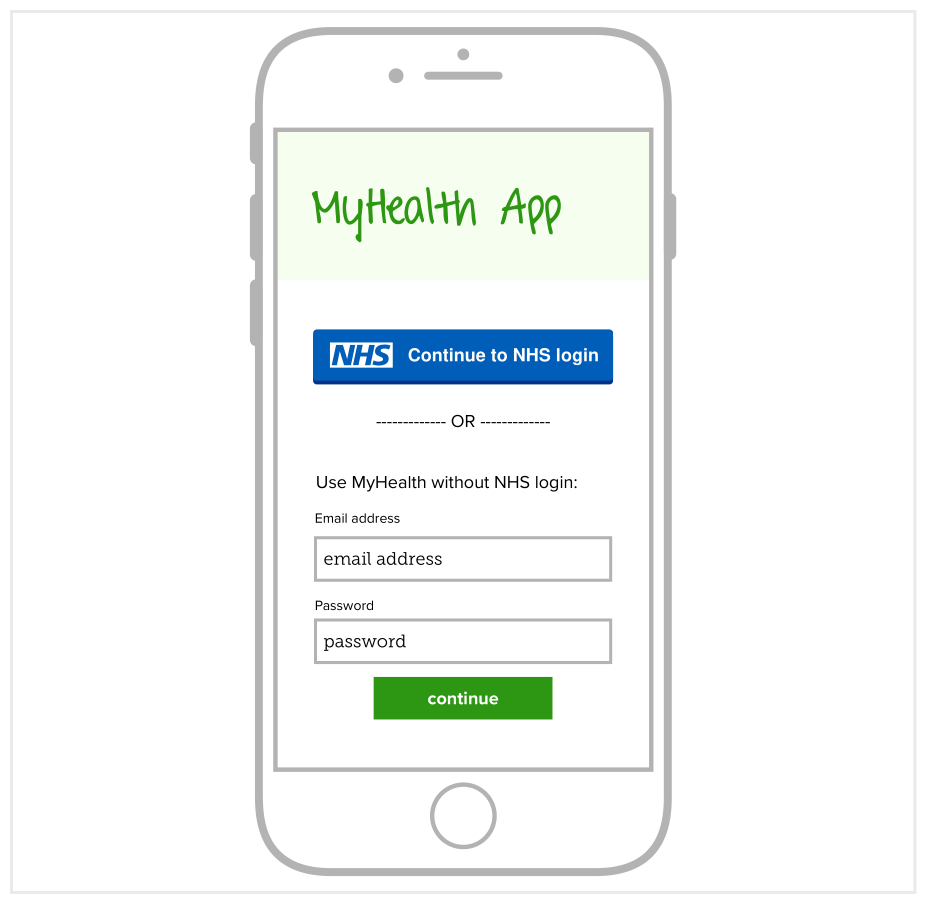 MyHealth App
NHS Continue to NHS login
------------- OR -------------
Use MyHealth without NHS login:
Email address
email address
Password
password
continue